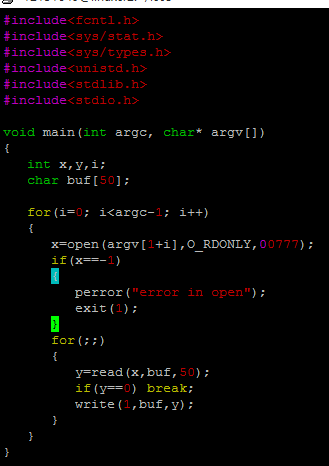 #include<fcntl.h>
#include<sys/stat.h>
#include<sys/types.h>
#include<unistd.h>
#include<stdlib.h>
#include<stdio.h>
void main(int argc, char* argv[])
{
int x,y,i;
char buf[50];
for(i=0; i<argc-1; i++)
{
x=open(argv[1+i],O_RDONLY,00777);
if(x==-1)
{
perror("error in open");
exit(1);
}
for(;;)
{
y=read(x,buf,50);
if(y==0) break;
write(1,buf,y);
}
}
}